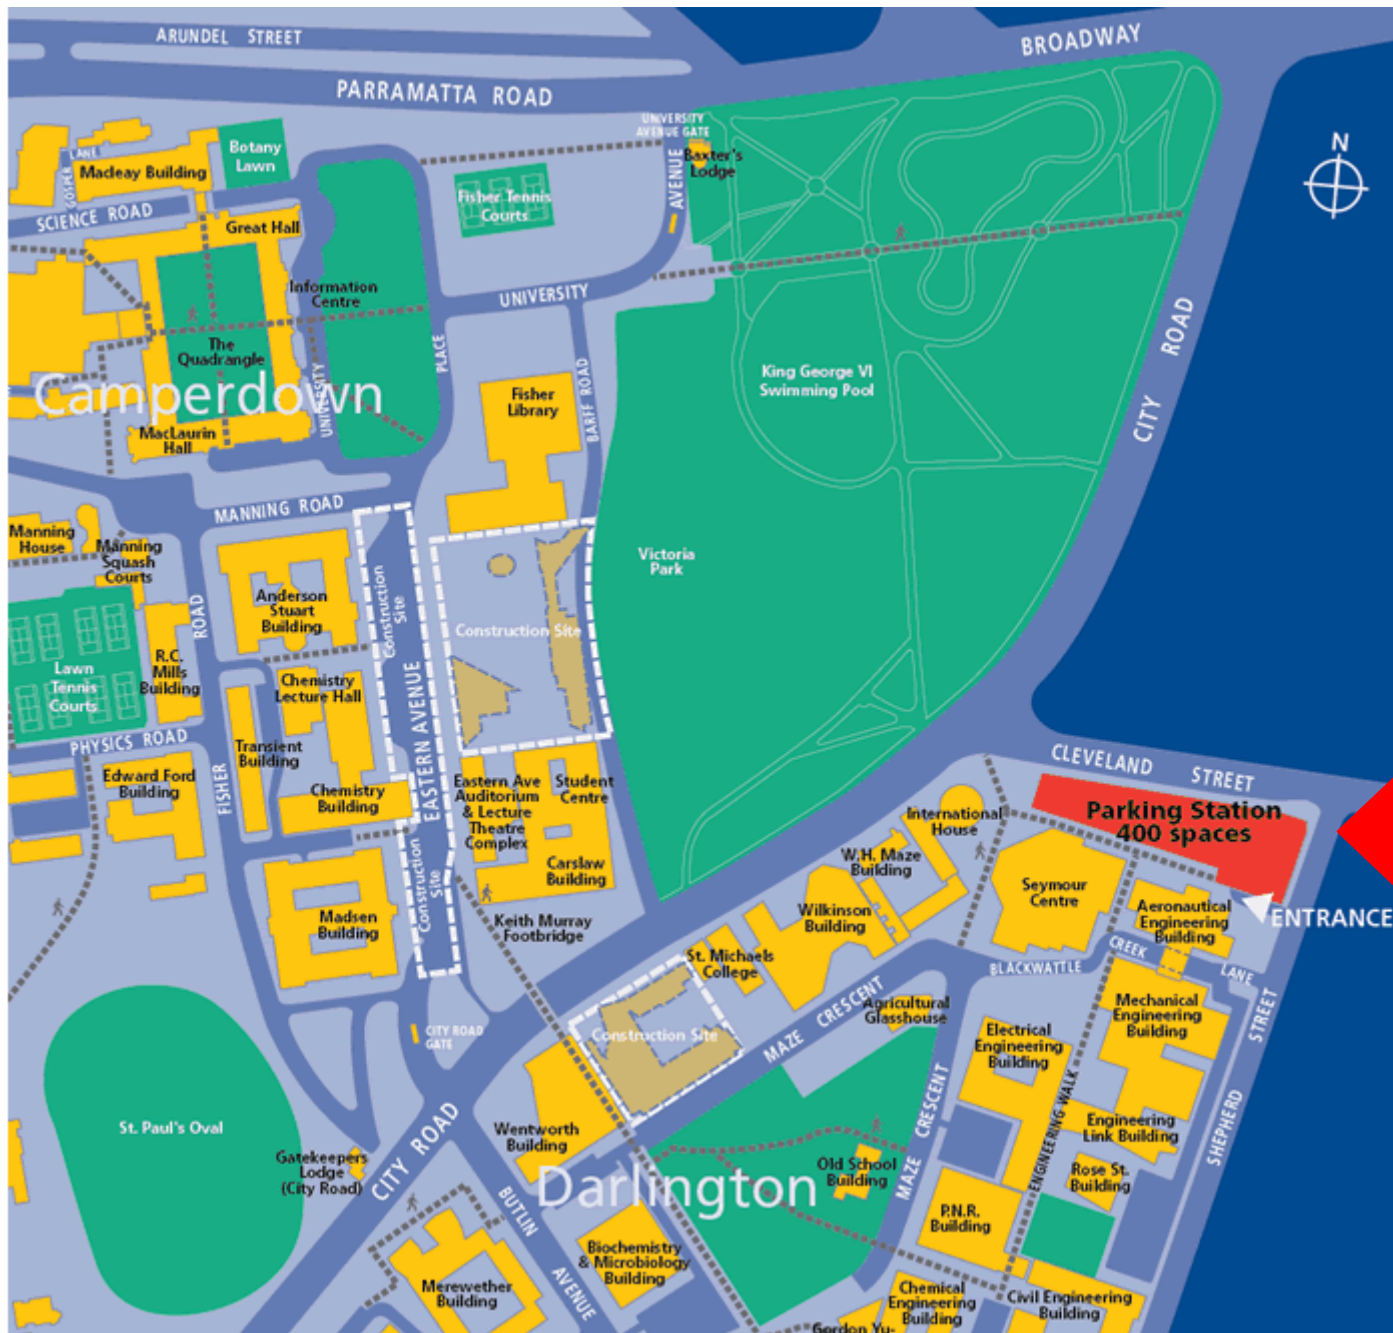 ARUNDEL STREET
BROADWAY
PARRAMATTA ROAD
UNIVERSITY
AVENUE GATE
Baxter's
Lodge
N
Botany
Lawn
GOSPER LANE
Macleay Building
SCIENCE ROAD
Great Hall
Fisher Tennis
Courts
AVENUE
UNIVERSITY
Information
Centre
The
Quadrangle
Camperdown
UNIVERSITY
PLACE
MacLaurin
Hall
Fisher
Library
BARFF ROAD
King George VI
Swimming Pool
CITY ROAD
MANNING ROAD
Manning
House
Manning
Squash
Courts
Anderson
Stuart
Building
Construction
Site
Construction Site
Victoria
Park
ROAD
R.C.
Mills
Building
Lawn
Tennis
Courts
Chemistry
Lecture Hall
EASTERN AVENUE
PHYSICS ROAD
Transient
Building
Edward Ford
Building
FISHER
Chemistry
Building
Eastern Ave
Auditorium
& Lecture
Theatre
Complex
Student
Centre
CLEVELAND STREET
Parking Station
400 spaces
International
House
W.H. Maze
Building
Carslaw
Building
Construction
Site
Seymour
Centre
Madsen
Building
Keith Murray
Footbridge
Wilkinson
Building
Aeronautical
Engineering
Building
ENTRANCE
St. Michaels
College
BLACKWATTLE CREEK LANE
Agricultural
Glasshouse
MAZE CRESCENT
Mechanical
Engineering
Building
STREET
CITY ROAD
GATE
Construction Site
Electrical
Engineering
Building
St. Paul's Oval
Wentworth
Building
MAZE CRESCENT
ENGINEERING WALK
Engineering
Link Building
SHEPHERD
Gatekeepers
Lodge
(City Road)
CITY ROAD
Darlington
Old School
Building
Rose St.
Building
BUTLIN
AVENUE
P.N.R.
Building
Biochemistry
& Microbiology
Building
Merewether
Building
Chemical
Engineering
Building
Civil Engineering
Building
Gordon Yu-